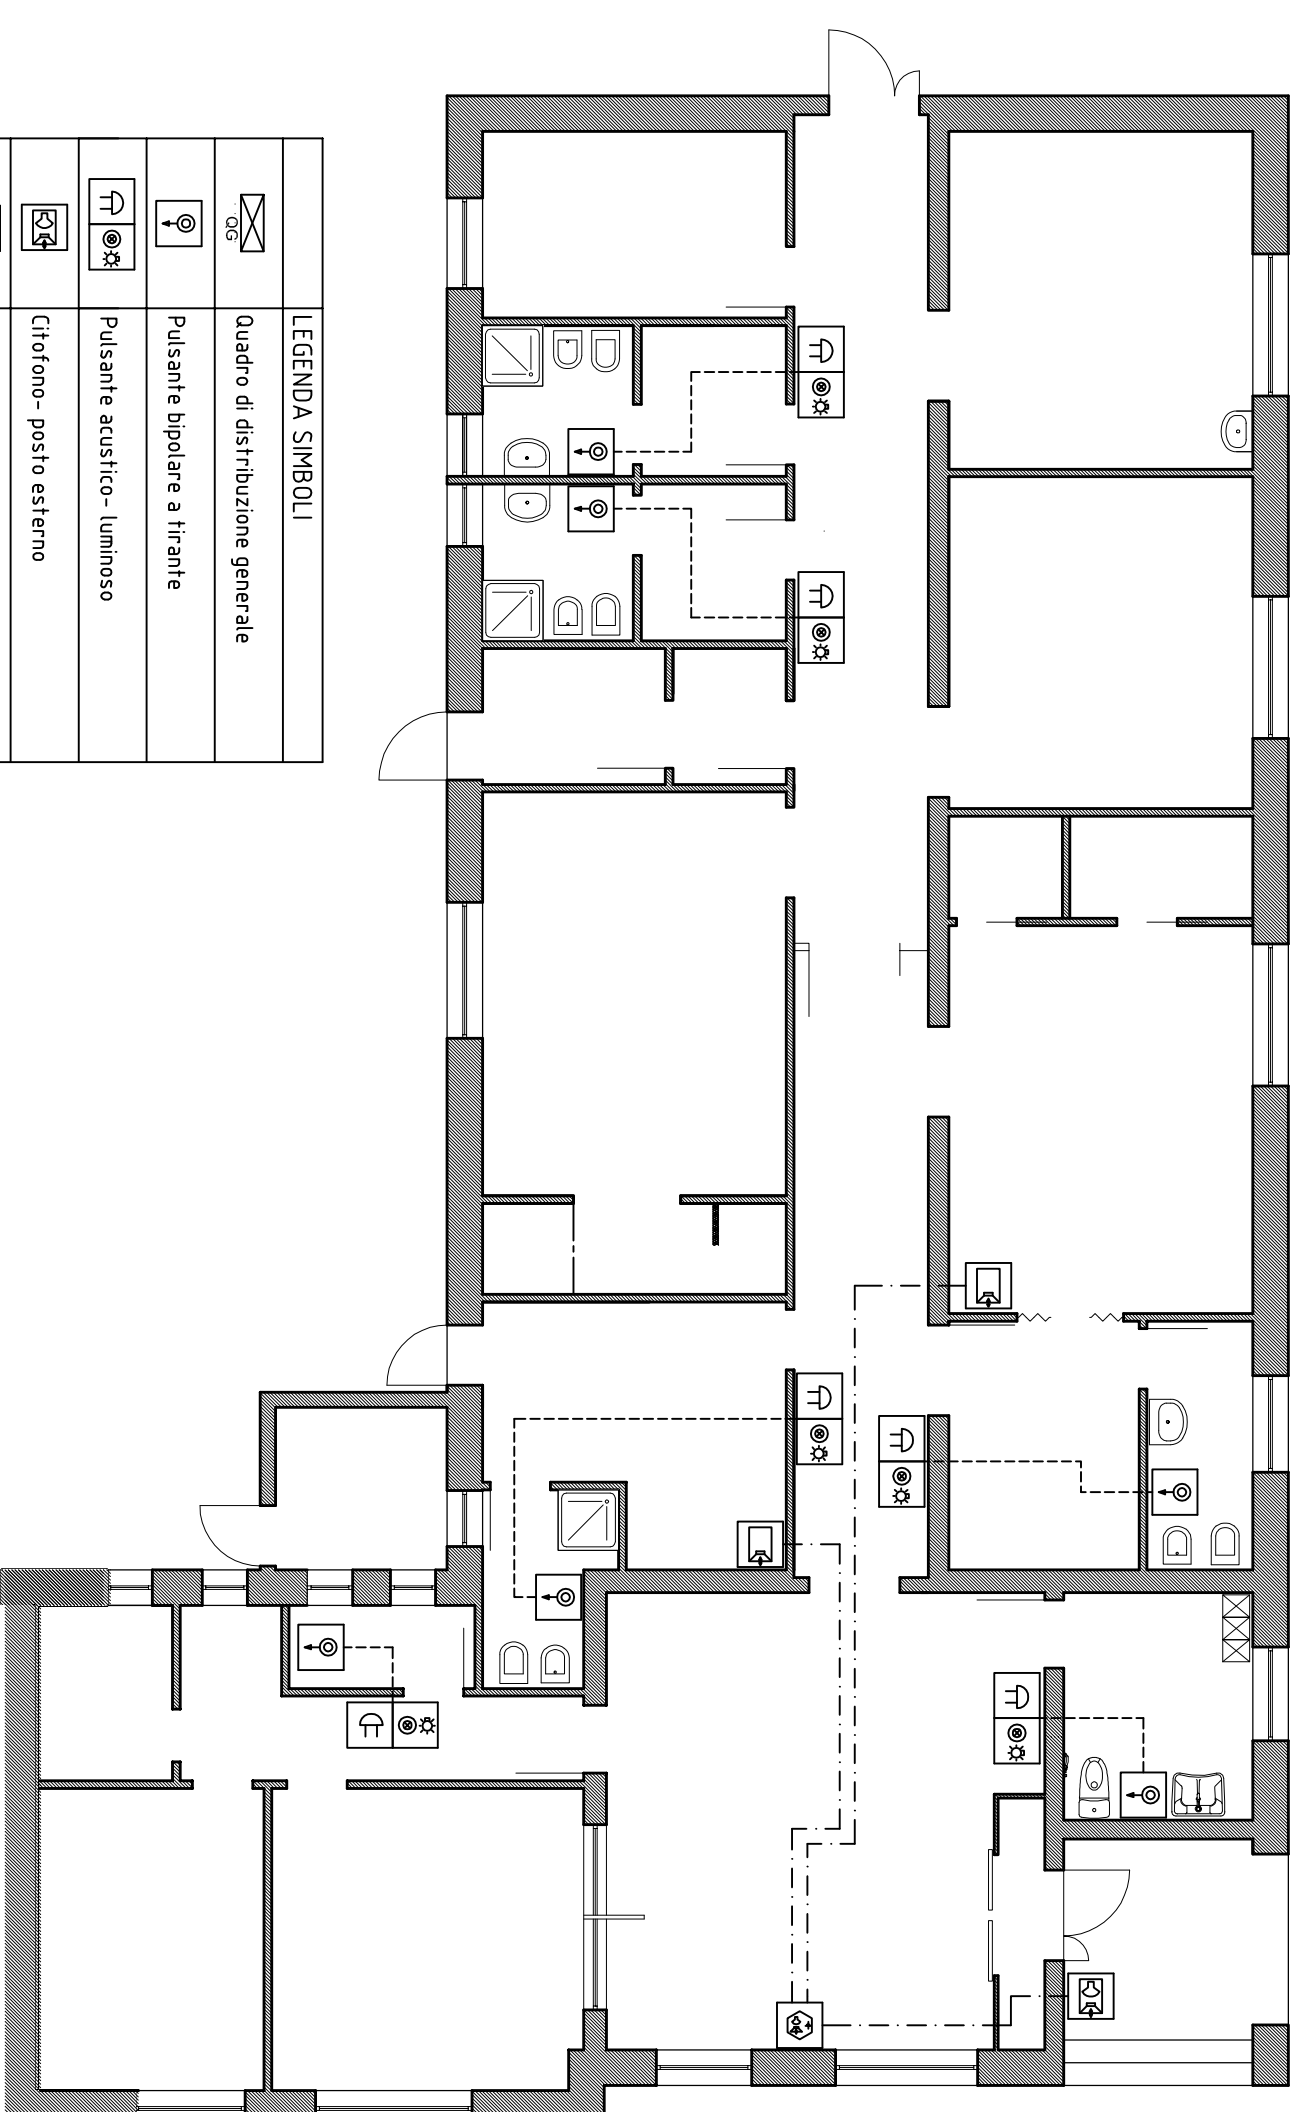 LEGENDA SIMBOLI
QG
Quadro di distribuzione generale
Pulsante bipolare a tirante
Pulsante acustico- luminoso
Citofono- posto esterno